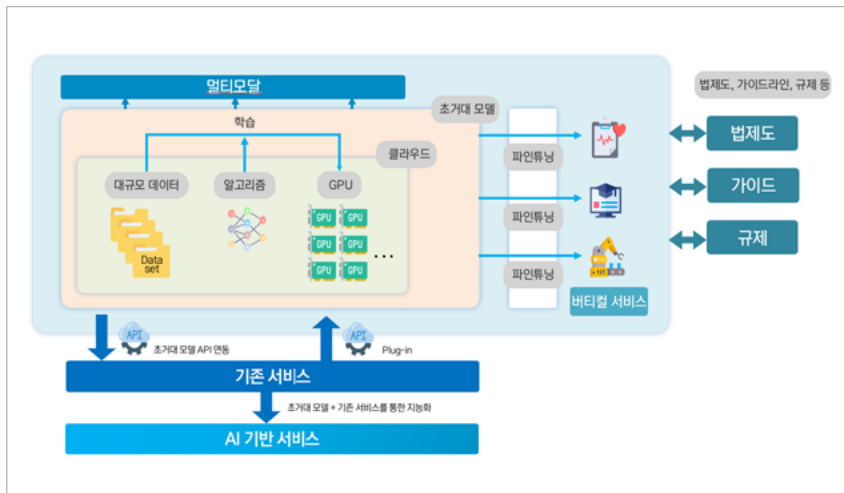 멀티모달
법제도, 가이드라인, 규제 등
초거대 모델
학습
클라우드
대규모 데이터
알고리즘
GPU
GPU GPU
GPU GPU
GPU GPU
...
Data
set
파인튜닝
파인튜닝
파인튜닝
버티컬 서비스
법제도
가이드
규제
API
초거대 모델 API 연동
API
Plug-in
기존 서비스
초거대 모델 + 기존 서비스를 통한 지능화
AI 기반 서비스